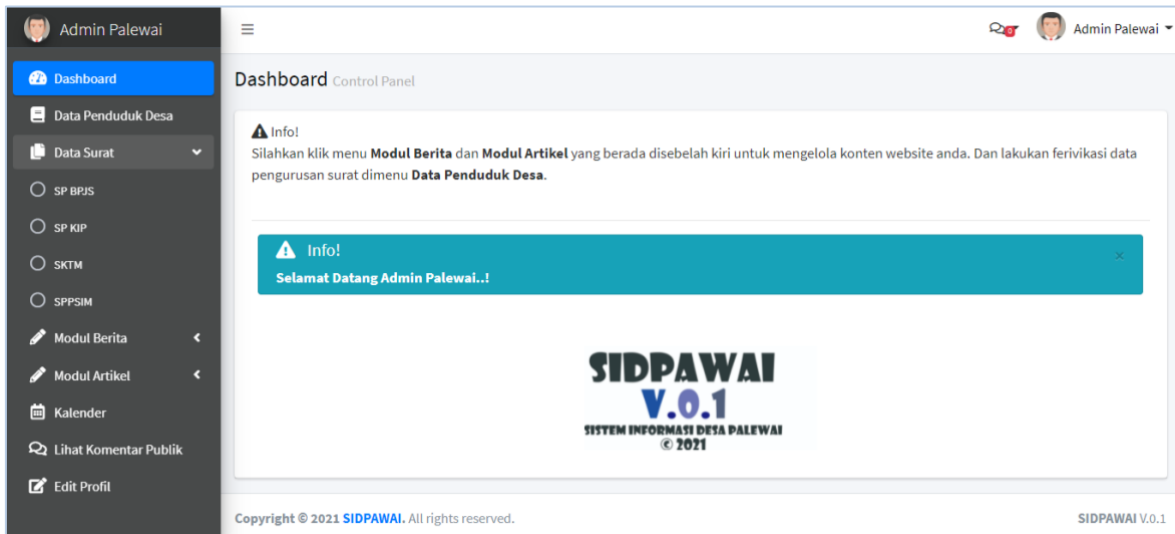 Admin Palewai
Admin Palewai
Dashboard
Dashboard Control Panel
Data Penduduk Desa
Data Surat
SP BPJS
SP KIP
SKTM
SPPSIM
Modul Berita
Modul Artikel
Kalender
Lihat Komentar Publik
Edit Profil
Info!
Silahkan klik menu Modul Berita dan Modul Artikel yang berada disebelah kiri untuk mengelola konten website anda. Dan lakukan ferivikasi data
pengurusan surat dimenu Data Penduduk Desa.
Info!
×
Selamat Datang Admin Palewai..!
SIDPAWAI
V.0.1
SISTEM INFORMASI DESA PALEWAI
© 2021
Copyright © 2021 SIDPAWAI. All rights reserved.
SIDPAWAI V.0.1